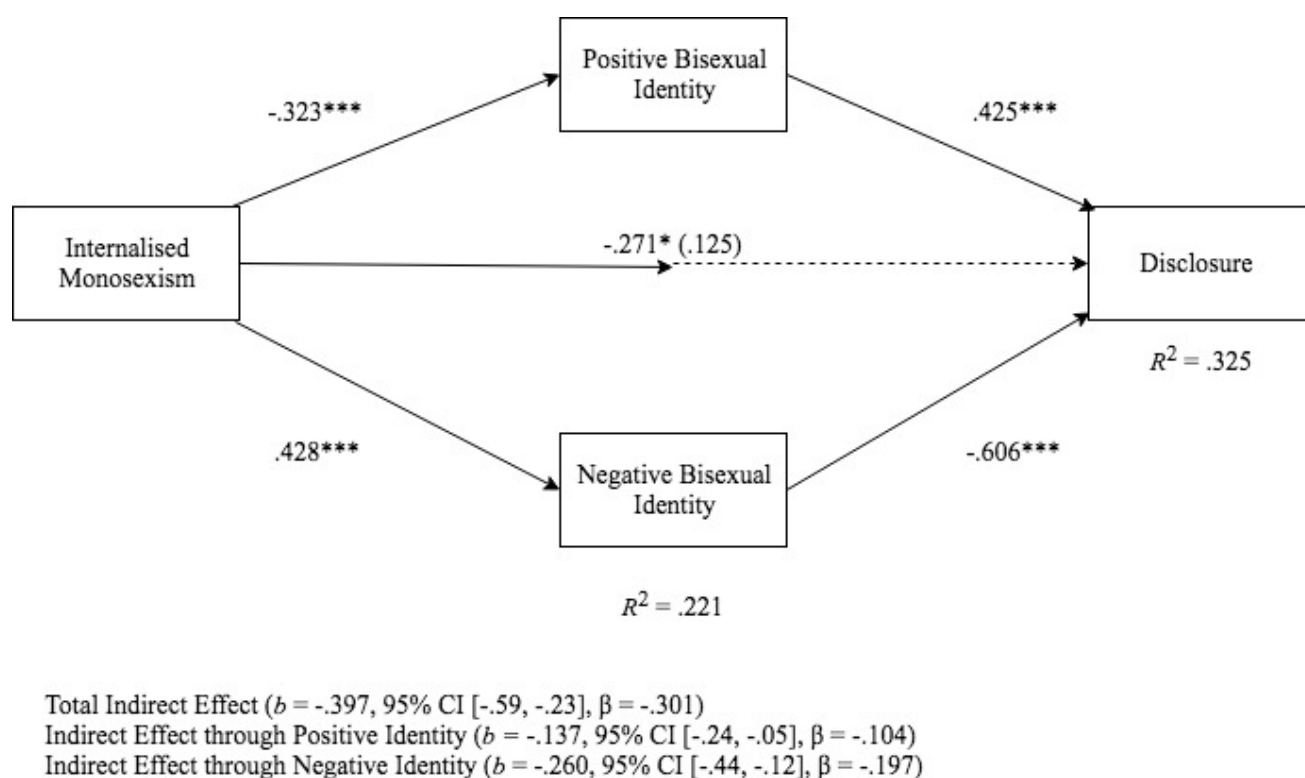 Positive Bisexual
Identity
-.323***
.425***
Internalised
Monosexism
-.271* (.125)
Disclosure
R² = .325
.428***
Negative Bisexual
Identity
-.606***
R² = .221
Total Indirect Effect (b = -.397, 95% CI [-.59, -.23], β = -.301)
Indirect Effect through Positive Identity (b = -.137, 95% CI [-.24, -.05], β = -.104)
Indirect Effect through Negative Identity (b = -.260, 95% CI [-.44, -.12], β = -.197)